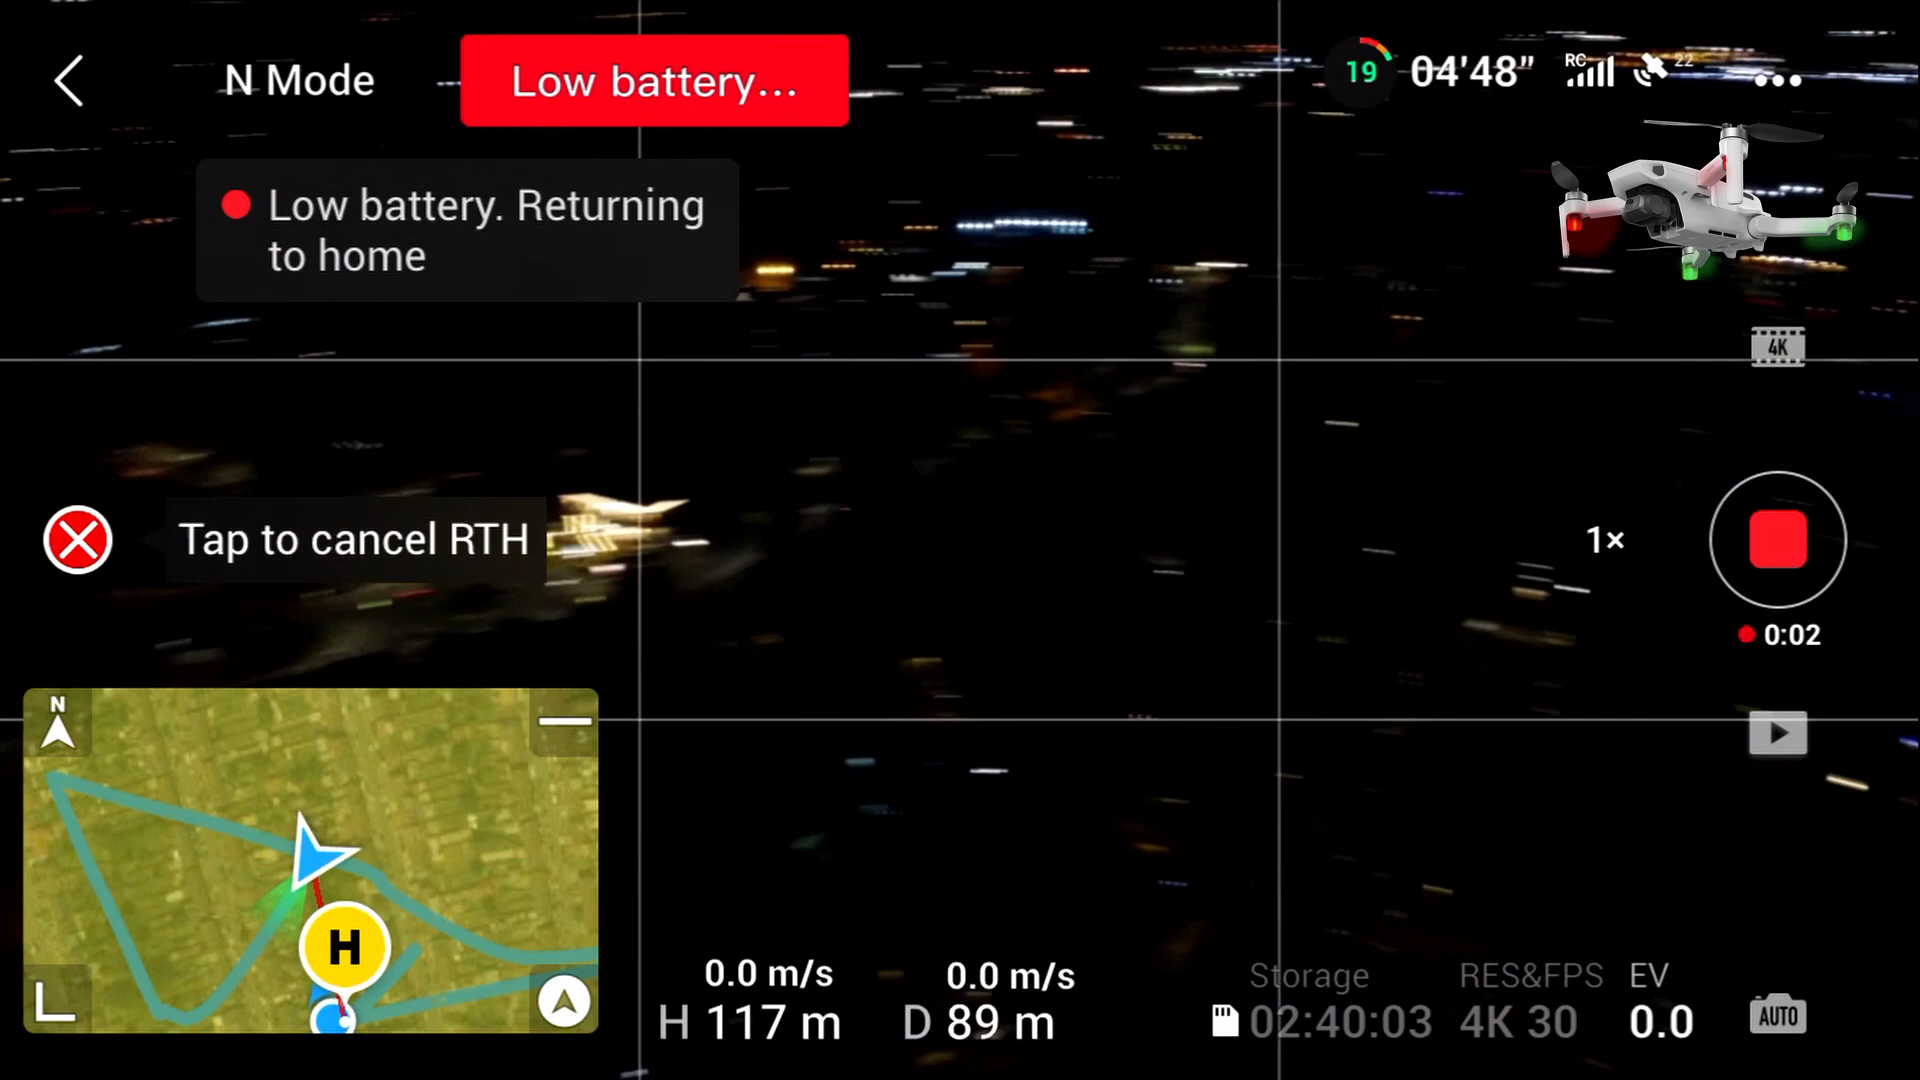 N Mode
Low battery...
19
04'48"
RC
22
Low battery. Returning
to home
4K
Tap to cancel RTH
1×
0:02
N
H
0.0 m/s
0.0 m/s
H 117 m
D 89 m
Storage
02:40:03
RES&FPS
4K 30
EV
0.0
AUTO